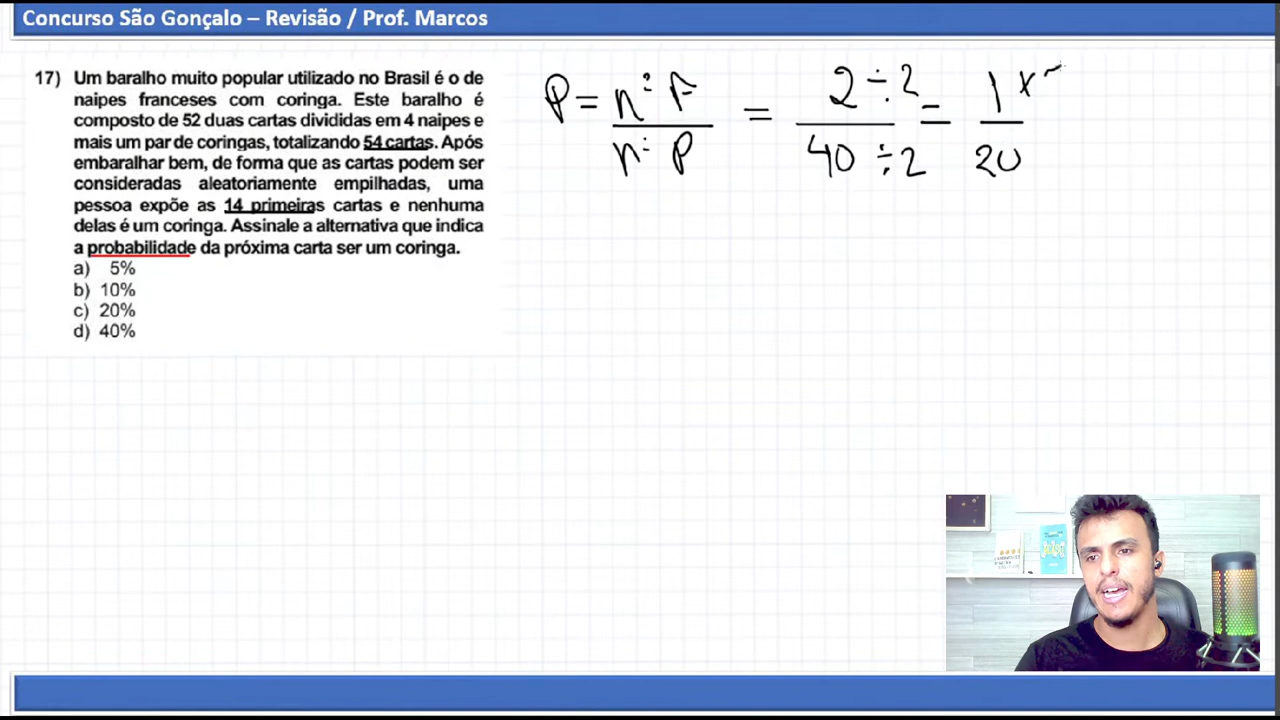 Concurso São Gonçalo – Revisão / Prof. Marcos
17) Um baralho muito popular utilizado no Brasil é o de
naipes franceses com coringa. Este baralho é
composto de 52 duas cartas divididas em 4 naipes e
mais um par de coringas, totalizando 54 cartas. Após
embaralhar bem, de forma que as cartas podem ser
consideradas aleatoriamente empilhadas, uma
pessoa expõe as 14 primeiras cartas e nenhuma
delas é um coringa. Assinale a alternativa que indica
a probabilidade da próxima carta ser um coringa.
a) 5%
b) 10%
c) 20%
d) 40%
P = nº F = 2 ÷ 2 = 1 x
nº P 40 ÷ 2 20